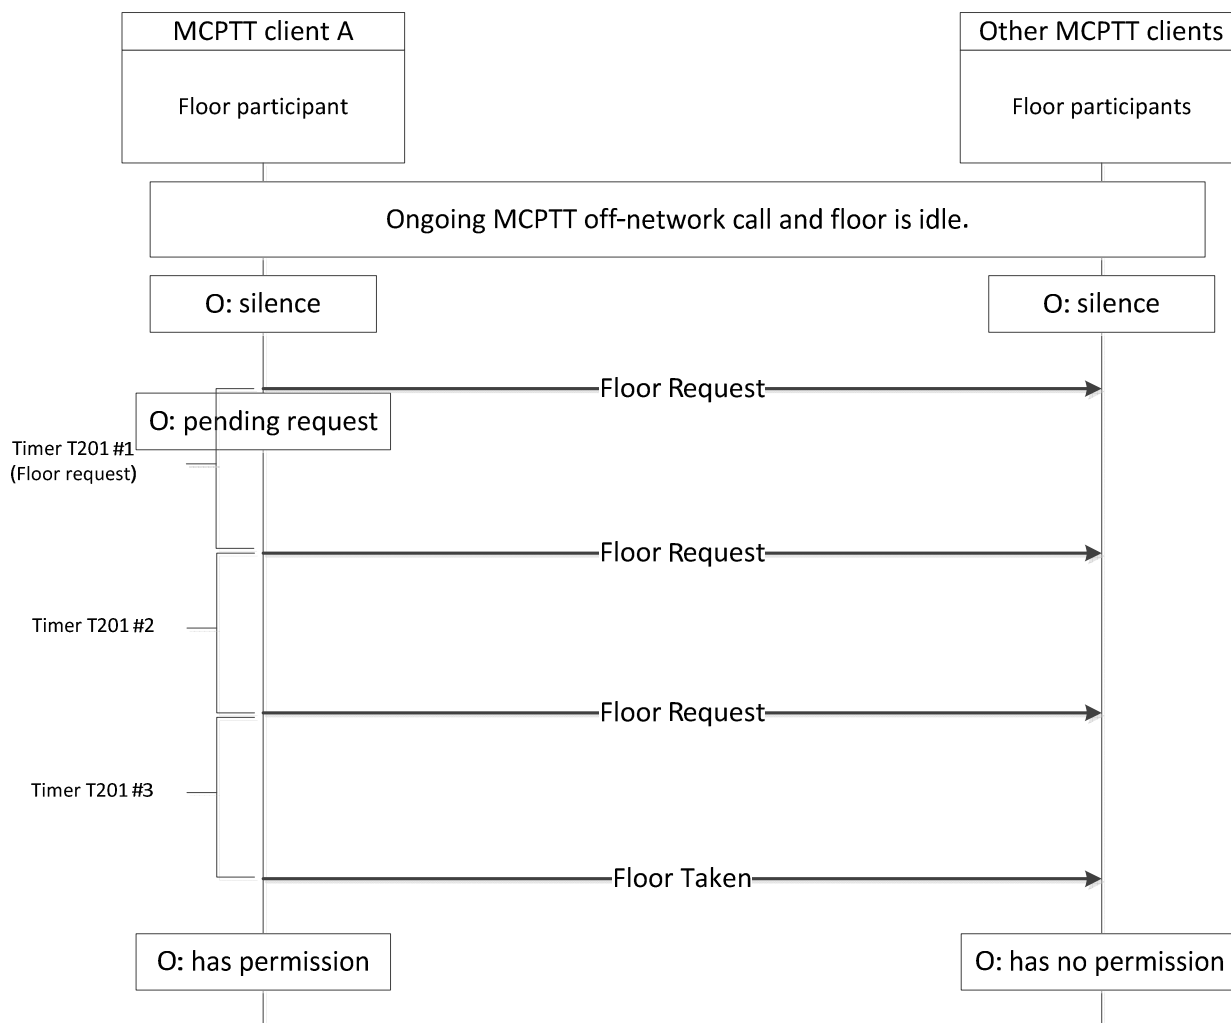 MCPTT client A
Other MCPTT clients
Floor participant
Floor participants
Ongoing MCPTT off-network call and floor is idle.
O: silence
O: silence
Floor Request
O: pending request
Timer T201 #1
(Floor request)
Floor Request
Timer T201 #2
Floor Request
Timer T201 #3
Floor Taken
O: has permission
O: has no permission